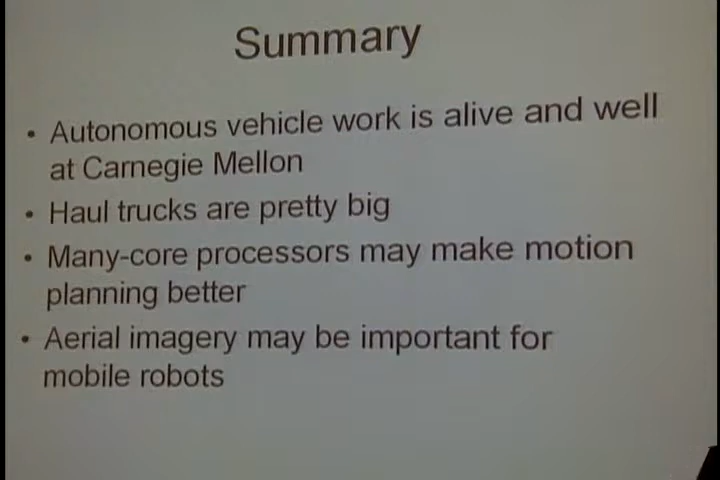 Summary
• Autonomous vehicle work is alive and well
at Carnegie Mellon
• Haul trucks are pretty big
• Many-core processors may make motion
planning better
• Aerial imagery may be important for
mobile robots